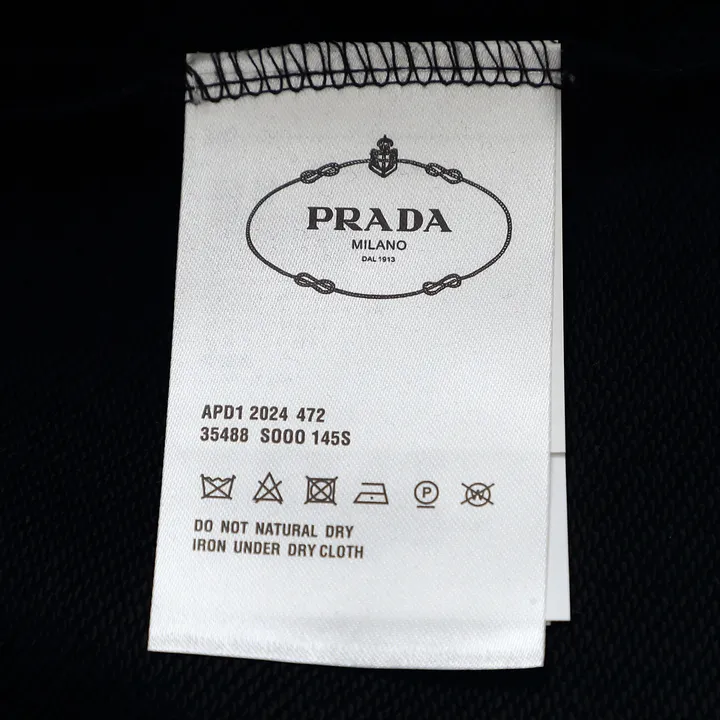 PRADA
MILANO
DAL 1913
APD1 2024 472
35488 S000 145S
P
W
DO NOT NATURAL DRY
IRON UNDER DRY CLOTH